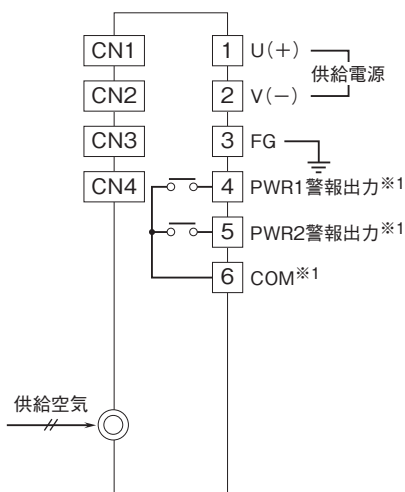 CN1 1 U(+)
供給電源
CN2 2 V(−)
CN3 3 FG
CN4 4 PWR1警報出力※1
5 PWR2警報出力※1
6 COM※1
供給空気